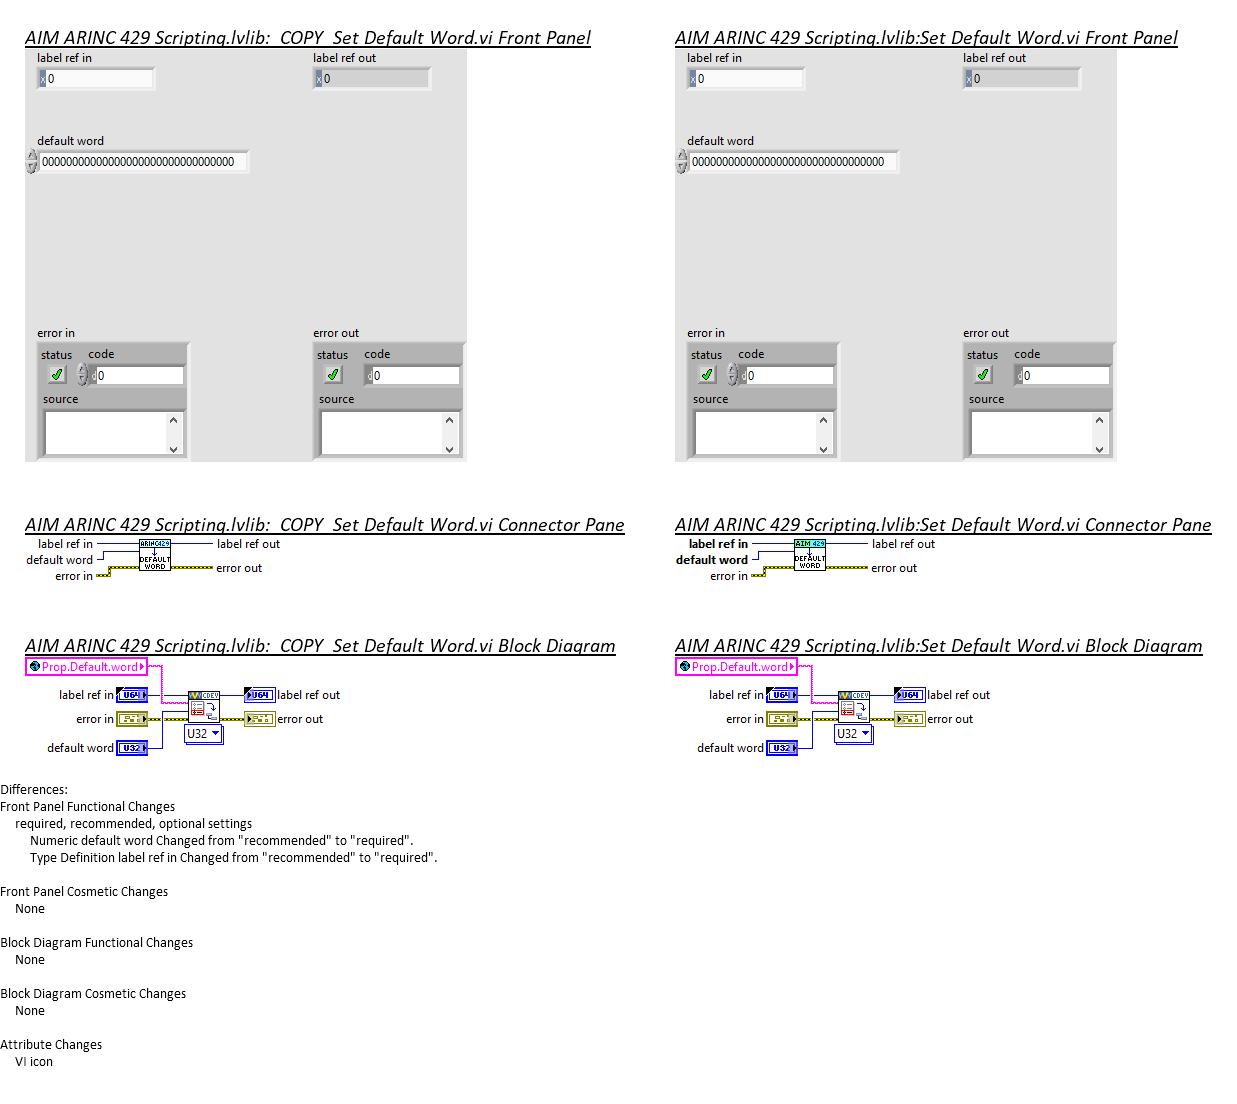 AIM ARINC 429 Scripting.lvlib:_COPY_Set Default Word.vi Front Panel
label ref in
label ref out
x 0
x 0
default word
00000000000000000000000000000000
error in
error out
status
code
status
code
d 0
d 0
source
source
AIM ARINC 429 Scripting.lvlib:Set Default Word.vi Front Panel
label ref in
label ref out
x 0
x 0
default word
00000000000000000000000000000000
error in
error out
status
code
status
code
d 0
d 0
source
source
AIM ARINC 429 Scripting.lvlib:_COPY_Set Default Word.vi Connector Pane
label ref in
default word
error in
ARINC429
DEFAULT
WORD
label ref out
error out
AIM ARINC 429 Scripting.lvlib:Set Default Word.vi Connector Pane
label ref in
default word
error in
AIM 429
DEFAULT
WORD
label ref out
error out
AIM ARINC 429 Scripting.lvlib:_COPY_Set Default Word.vi Block Diagram
Prop.Default.word
label ref in
U64
CDEV
U64
label ref out
error in
error out
U32
default word
U32
AIM ARINC 429 Scripting.lvlib:Set Default Word.vi Block Diagram
Prop.Default.word
label ref in
U64
CDEV
U64
label ref out
error in
error out
U32
default word
U32
Differences:
Front Panel Functional Changes
required, recommended, optional settings
Numeric default word Changed from "recommended" to "required".
Type Definition label ref in Changed from "recommended" to "required".
Front Panel Cosmetic Changes
None
Block Diagram Functional Changes
None
Block Diagram Cosmetic Changes
None
Attribute Changes
VI icon